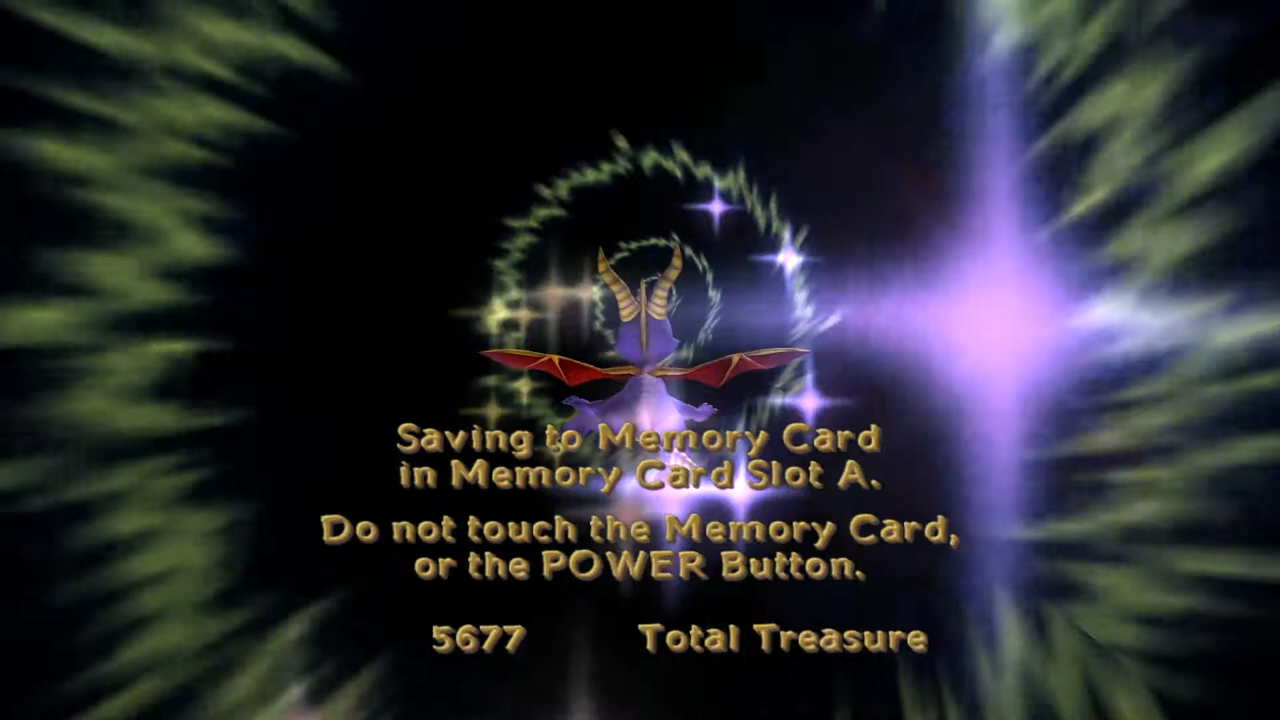 Saving to Memory Card
in Memory Card Slot A.
Do not touch the Memory Card,
or the POWER Button.
5677 Total Treasure